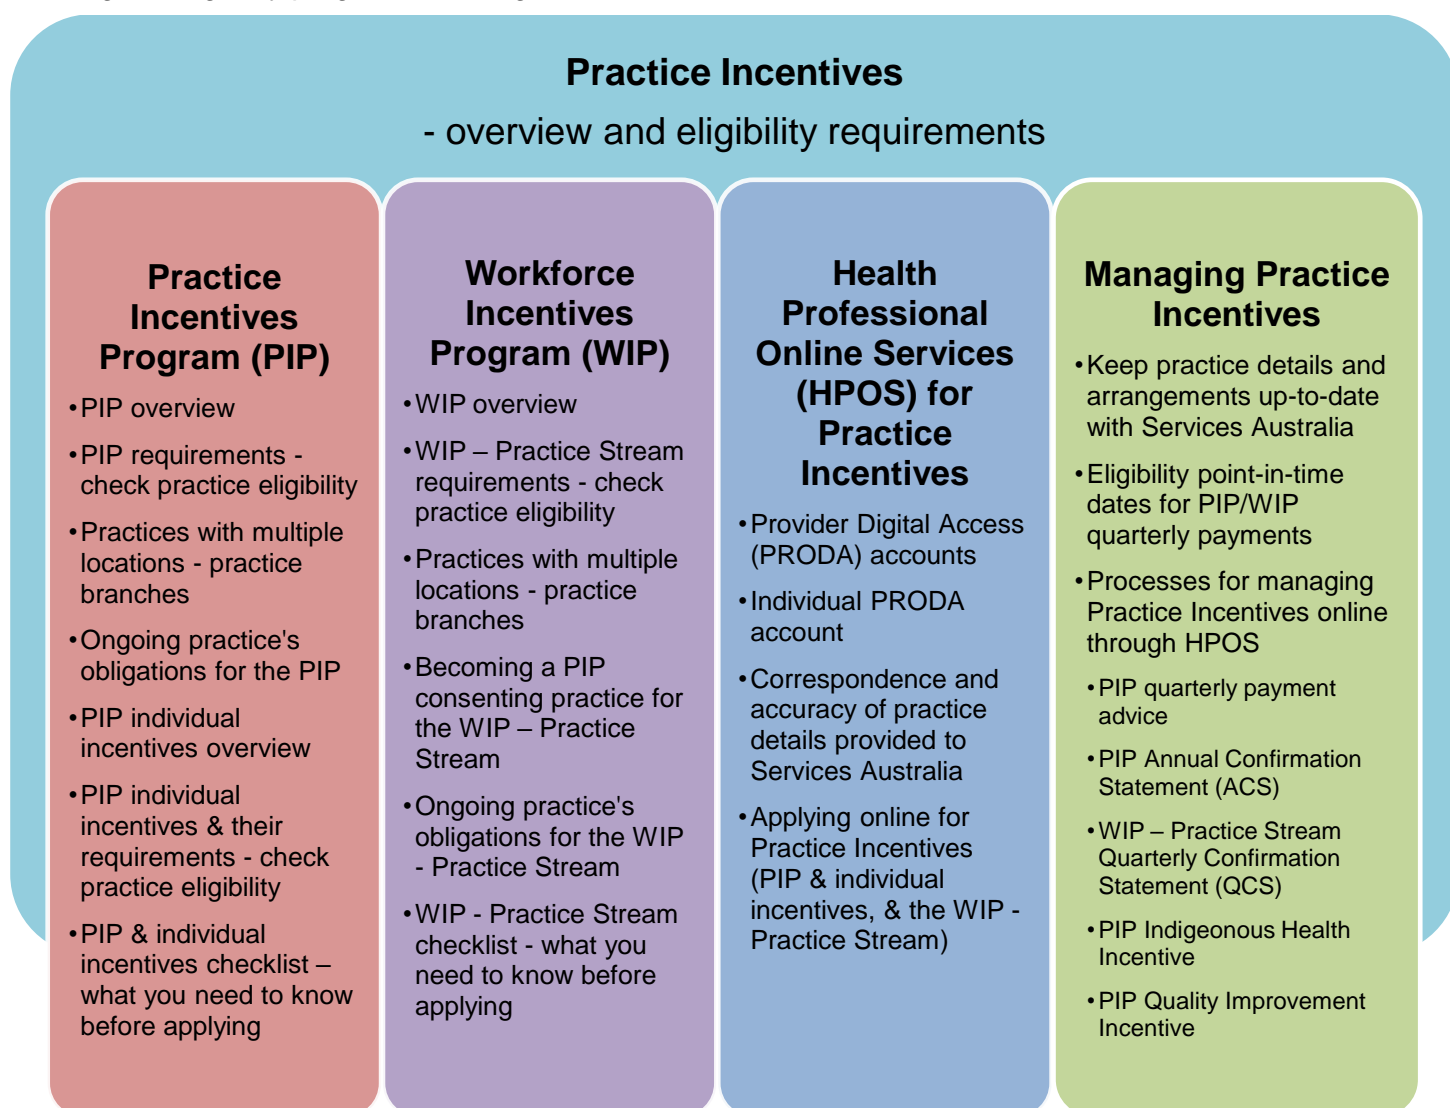 Practice Incentives
- overview and eligibility requirements
Practice
Incentives
Program (PIP)
•PIP overview
•PIP requirements -
check practice eligibility
•Practices with multiple
locations - practice
branches
•Ongoing practice's
obligations for the PIP
•PIP individual
incentives overview
•PIP individual
incentives & their
requirements - check
practice eligibility
•PIP & individual
incentives checklist –
what you need to know
before applying
Workforce
Incentives
Program (WIP)
•WIP overview
•WIP – Practice Stream
requirements - check
practice eligibility
•Practices with multiple
locations - practice
branches
•Becoming a PIP
consenting practice for
the WIP – Practice
Stream
•Ongoing practice's
obligations for the WIP
- Practice Stream
•WIP - Practice Stream
checklist - what you
need to know before
applying
Health
Professional
Online Services
(HPOS) for
Practice
Incentives
•Provider Digital Access
(PRODA) accounts
•Individual PRODA
account
•Correspondence and
accuracy of practice
details provided to
Services Australia
•Applying online for
Practice Incentives
(PIP & individual
incentives, & the WIP -
Practice Stream)
Managing Practice
Incentives
•Keep practice details and
arrangements up-to-date
with Services Australia
•Eligibility point-in-time
dates for PIP/WIP
quarterly payments
•Processes for managing
Practice Incentives online
through HPOS
•PIP quarterly payment
advice
•PIP Annual Confirmation
Statement (ACS)
•WIP – Practice Stream
Quarterly Confirmation
Statement (QCS)
•PIP Indigeonous Health
Incentive
•PIP Quality Improvement
Incentive